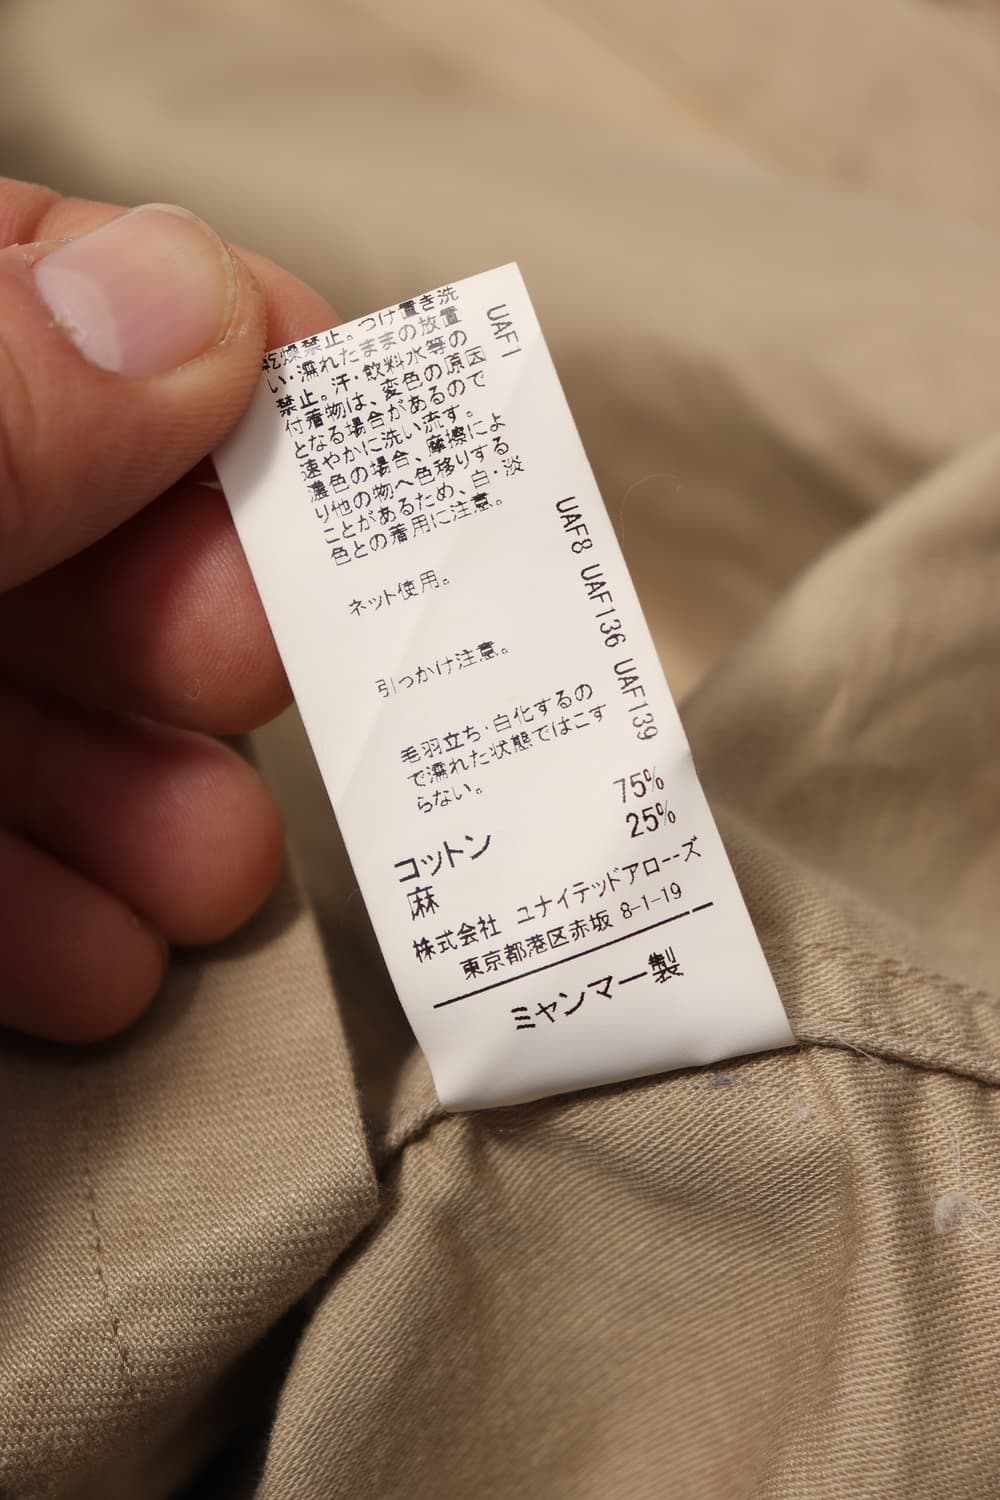 乾燥禁止。つけ置き洗
い・濡れたままの放置
禁止。汗・飲料水等の
付着物は、変色の原因
となる場合があるので
速やかに洗い流す。
濃色の場合、摩擦によ
り他の物へ色移りする
ことがあるため、白・淡
色との着用に注意。
UAF1
ネット使用。
引っかけ注意。
毛羽立ち・白化するの
で濡れた状態ではこす
らない。
UAF8 UAF136 UAF139
コットン 75%
麻 25%
株式会社 ユナイテッドアローズ
東京都港区赤坂 8-1-19
ミャンマー製